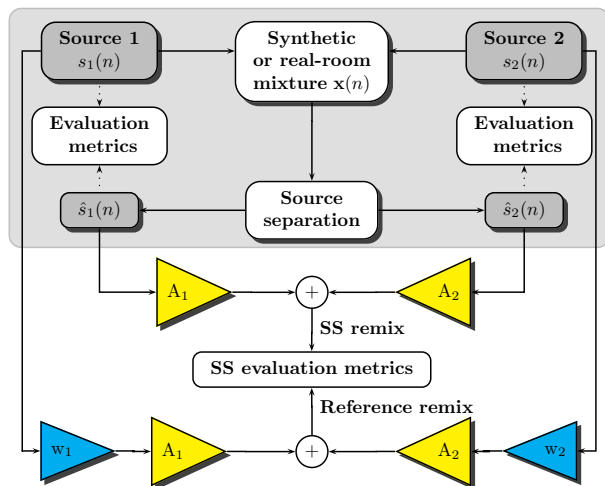 Source 1
s₁(n)
Synthetic
or real-room
mixture x(n)
Source 2
s₂(n)
Evaluation
metrics
Evaluation
metrics
ŝ₁(n)
Source
separation
ŝ₂(n)
A₁
+
A₂
SS remix
SS evaluation metrics
Reference remix
w₁
A₁
+
A₂
w₂